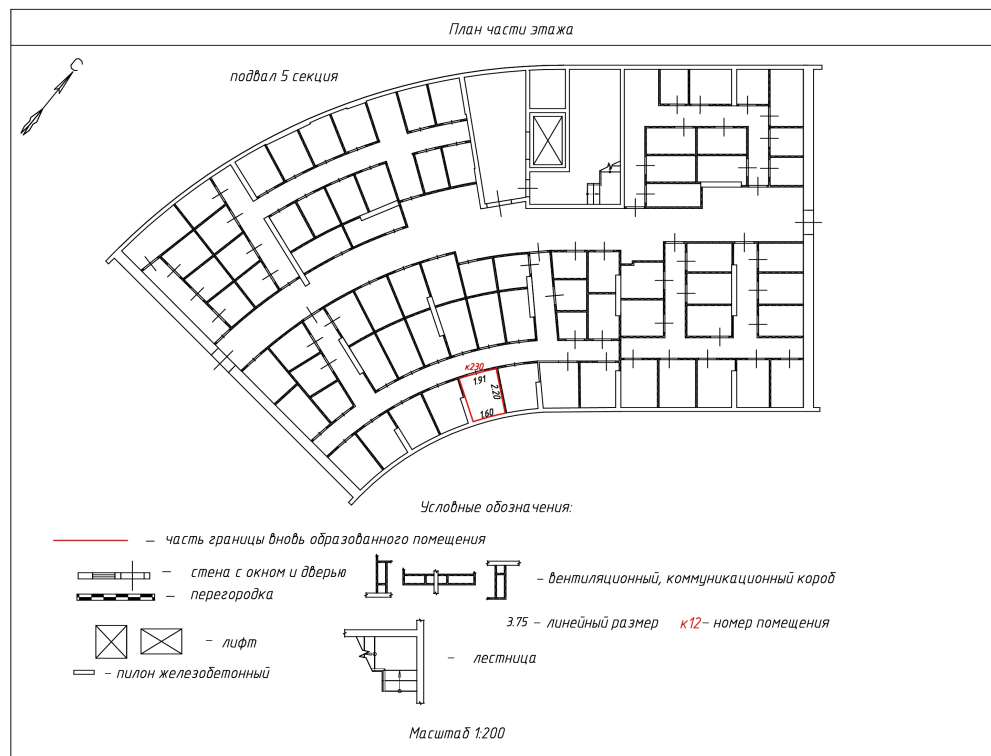 План части этажа
С
подвал 5 секция
к230
1.91
2.20
1.60
Условные обозначения:
— часть границы вновь образованного помещения
— стена с окном и дверью
— перегородка
— вентиляционный, коммуникационный короб
3.75 — линейный размер к12— номер помещения
— лифт
— лестница
— пилон железобетонный
Масштаб 1:200